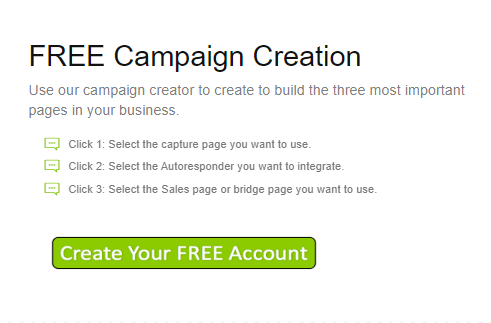 FREE Campaign Creation
Use our campaign creator to create to build the three most important
pages in your business.
Click 1: Select the capture page you want to use.
Click 2: Select the Autoresponder you want to integrate.
Click 3: Select the Sales page or bridge page you want to use.
Create Your FREE Account